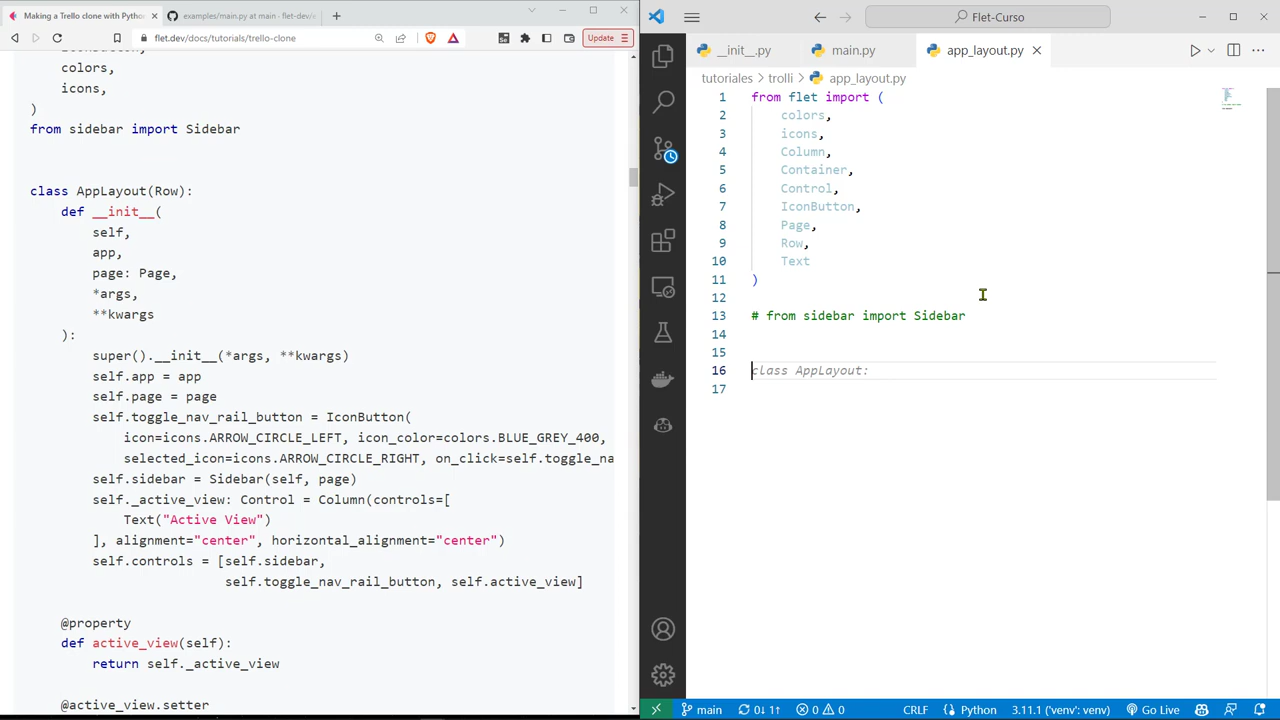 Making a Trello clone with Python
examples/main.py at main · flet-dev/e
flet.dev/docs/tutorials/trello-clone
Update
colors,
icons,
)
from sidebar import Sidebar
class AppLayout(Row):
def __init__(
self,
app,
page: Page,
*args,
**kwargs
):
super().__init__(*args, **kwargs)
self.app = app
self.page = page
self.toggle_nav_rail_button = IconButton(
icon=icons.ARROW_CIRCLE_LEFT, icon_color=colors.BLUE_GREY_400,
selected_icon=icons.ARROW_CIRCLE_RIGHT, on_click=self.toggle_na
self.sidebar = Sidebar(self, page)
self._active_view: Control = Column(controls=[
Text("Active View")
], alignment="center", horizontal_alignment="center")
self.controls = [self.sidebar,
self.toggle_nav_rail_button, self.active_view]
@property
def active_view(self):
return self._active_view
@active_view.setter
Flet-Curso
__init__.py
main.py
app_layout.py
tutoriales > trolli > app_layout.py
1 from flet import (
2 colors,
3 icons,
4 Column,
5 Container,
6 Control,
7 IconButton,
8 Page,
9 Row,
10 Text
11 )
12
13 # from sidebar import Sidebar
14
15
16 class AppLayout:
17
main 0↓ 1↑ 0 0 CRLF Python 3.11.1 ('venv': venv) Go Live